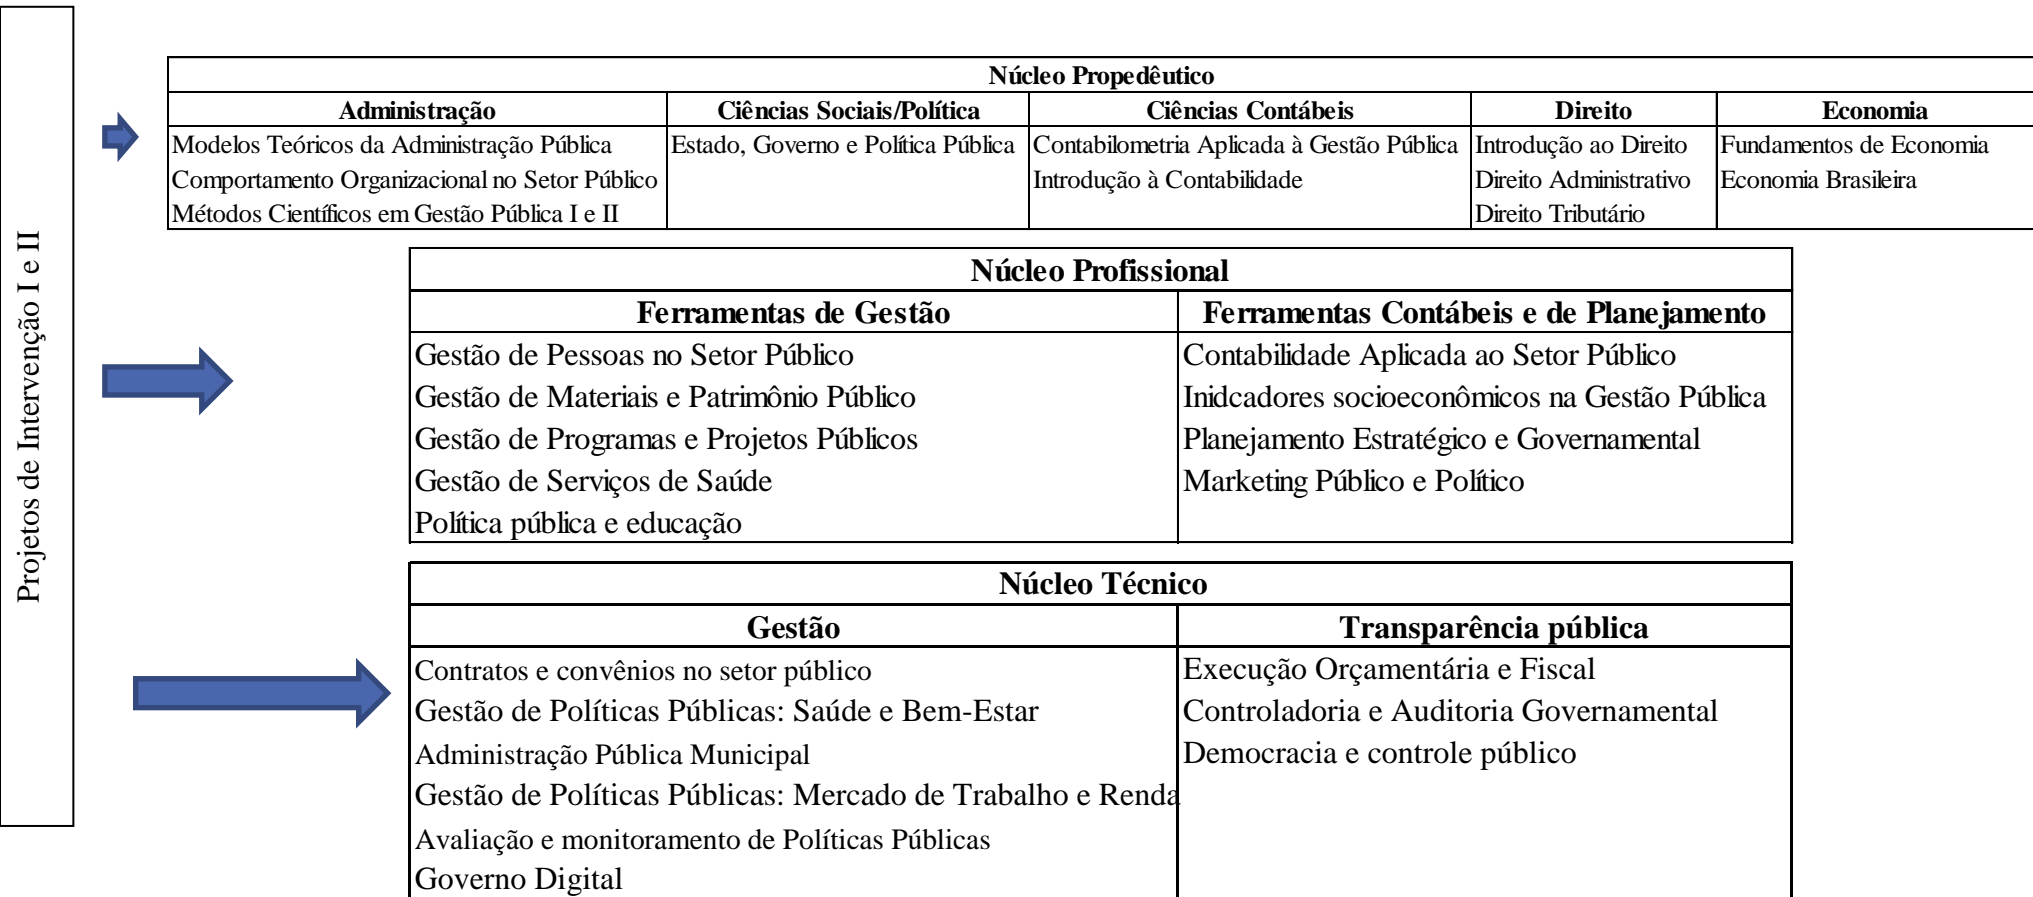 Projetos de Intervenção I e II
Núcleo Propedêutico
Administração Ciências Sociais/Política Ciências Contábeis Direito Economia
Modelos Teóricos da Administração Pública Estado, Governo e Política Pública Contabilometria Aplicada à Gestão Pública Introdução ao Direito Fundamentos de Economia
Comportamento Organizacional no Setor Público Introdução à Contabilidade Direito Administrativo Economia Brasileira
Métodos Científicos em Gestão Pública I e II Direito Tributário
Núcleo Profissional
Ferramentas de Gestão Ferramentas Contábeis e de Planejamento
Gestão de Pessoas no Setor Público Contabilidade Aplicada ao Setor Público
Gestão de Materiais e Patrimônio Público Inidcadores socioeconômicos na Gestão Pública
Gestão de Programas e Projetos Públicos Planejamento Estratégico e Governamental
Gestão de Serviços de Saúde Marketing Público e Político
Política pública e educação
Núcleo Técnico
Gestão Transparência pública
Contratos e convênios no setor público Execução Orçamentária e Fiscal
Gestão de Políticas Públicas: Saúde e Bem-Estar Controladoria e Auditoria Governamental
Administração Pública Municipal Democracia e controle público
Gestão de Políticas Públicas: Mercado de Trabalho e Renda
Avaliação e monitoramento de Políticas Públicas
Governo Digital